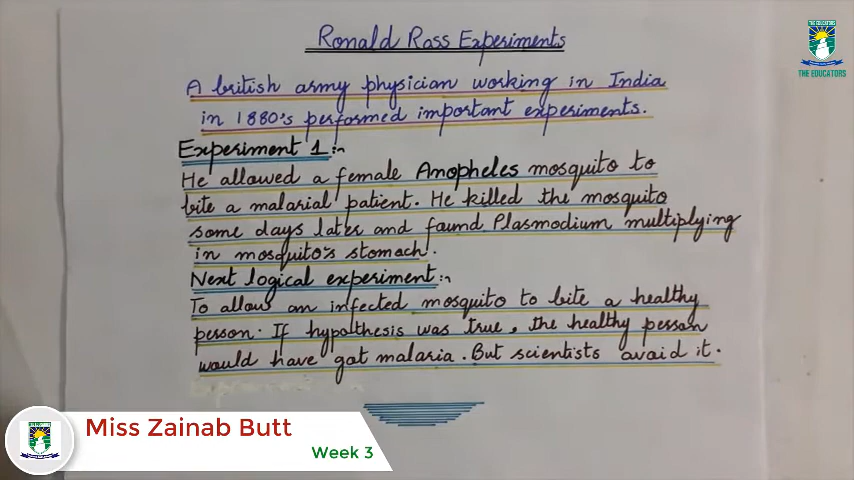 Ronald Ross Experiments
THE EDUCATORS
A british army physician working in India
in 1880's performed important experiments.
Experiment 1:-
He allowed a female Anopheles mosquito to
bite a malarial patient. He killed the mosquito
some days later and found Plasmodium multiplying
in mosquito's stomach.
Next logical experiment:-
To allow an infected mosquito to bite a healthy
person. If hypothesis was true, the healthy person
would have got malaria. But scientists avoid it.
Miss Zainab Butt
Week 3